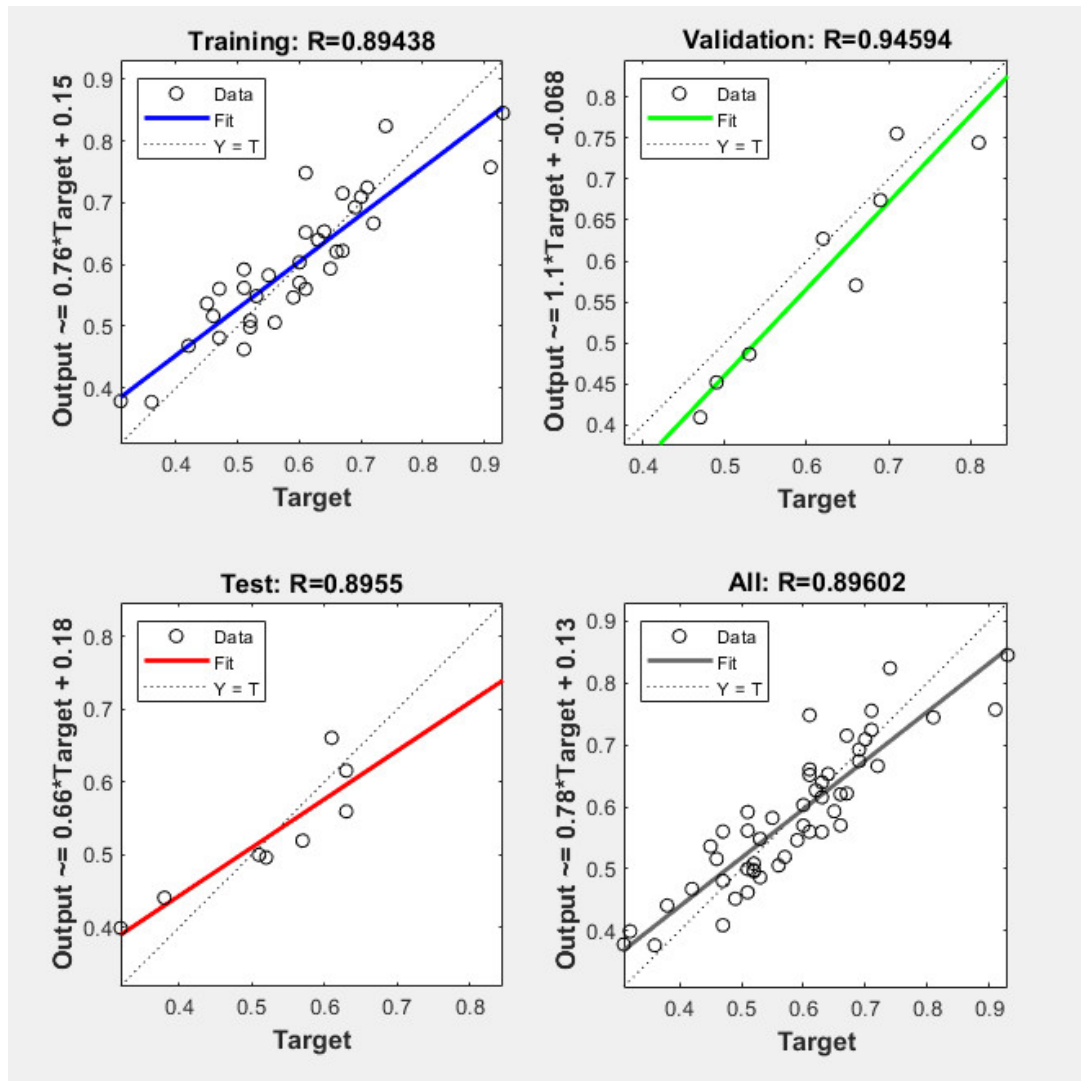 Training: R=0.89438
Output ~= 0.76*Target + 0.15
0.9
0.8
0.7
0.6
0.5
0.4
Data
Fit
Y = T
0.4 0.5 0.6 0.7 0.8 0.9
Target
Validation: R=0.94594
Output ~= 1.1*Target + -0.068
0.8
0.75
0.7
0.65
0.6
0.55
0.5
0.45
0.4
Data
Fit
Y = T
0.4 0.5 0.6 0.7 0.8
Target
Test: R=0.8955
Output ~= 0.66*Target + 0.18
0.8
0.7
0.6
0.5
0.4
Data
Fit
Y = T
0.4 0.5 0.6 0.7 0.8
Target
All: R=0.89602
Output ~= 0.78*Target + 0.13
0.9
0.8
0.7
0.6
0.5
0.4
Data
Fit
Y = T
0.4 0.5 0.6 0.7 0.8 0.9
Target